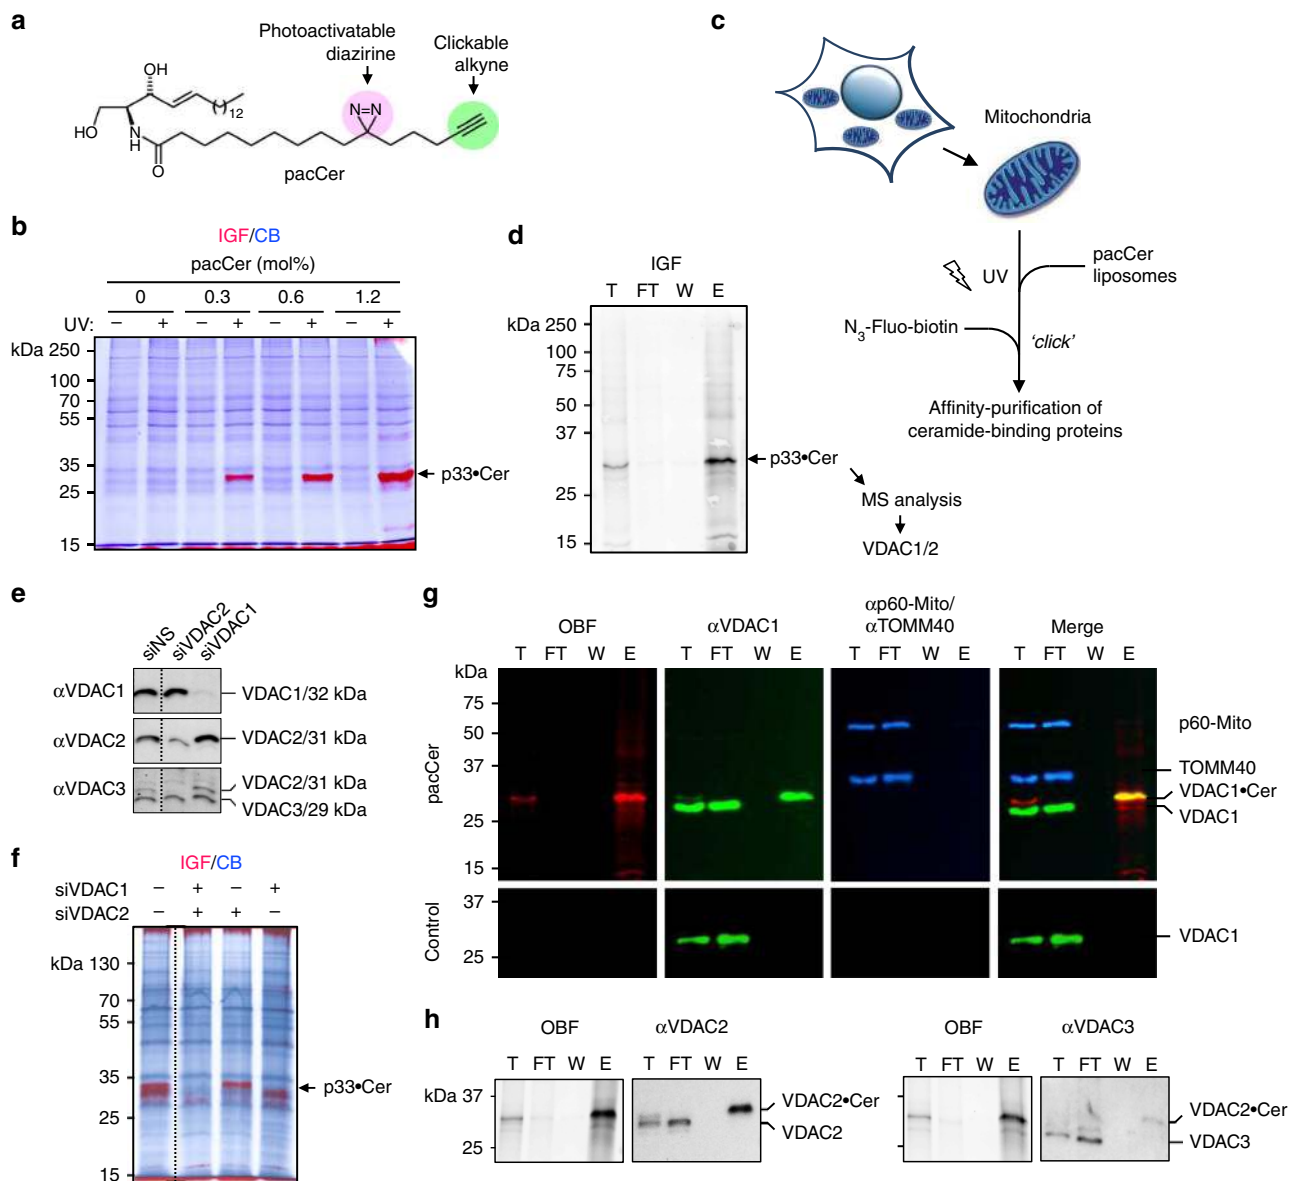 a
Photoactivatable
diazirine
Clickable
alkyne
OH
( )12
HO
N
H
O
N=N
pacCer
b
IGF/CB
pacCer (mol%)
0 0.3 0.6 1.2
UV: – + – + – + – +
kDa 250
100
70
55
35
25
15
p33•Cer
c
Mitochondria
UV
pacCer
liposomes
N3-Fluo-biotin
'click'
Affinity-purification of
ceramide-binding proteins
d
IGF
T FT W E
kDa 250
100
75
50
37
25
15
p33•Cer
MS analysis
VDAC1/2
e
siNS
siVDAC2
siVDAC1
αVDAC1
VDAC1/32 kDa
αVDAC2
VDAC2/31 kDa
αVDAC3
VDAC2/31 kDa
VDAC3/29 kDa
f
IGF/CB
siVDAC1 – + – +
siVDAC2 – + + –
kDa 130
70
55
35
25
15
p33•Cer
g
OBF
αVDAC1
αp60-Mito/
αTOMM40
Merge
T FT W E T FT W E T FT W E T FT W E
kDa
75
50
37
25
15
pacCer
p60-Mito
TOMM40
VDAC1•Cer
VDAC1
Control
37
25
VDAC1
h
OBF αVDAC2
T FT W E T FT W E
kDa 37
25
VDAC2•Cer
VDAC2
OBF αVDAC3
T FT W E T FT W E
VDAC2•Cer
VDAC3